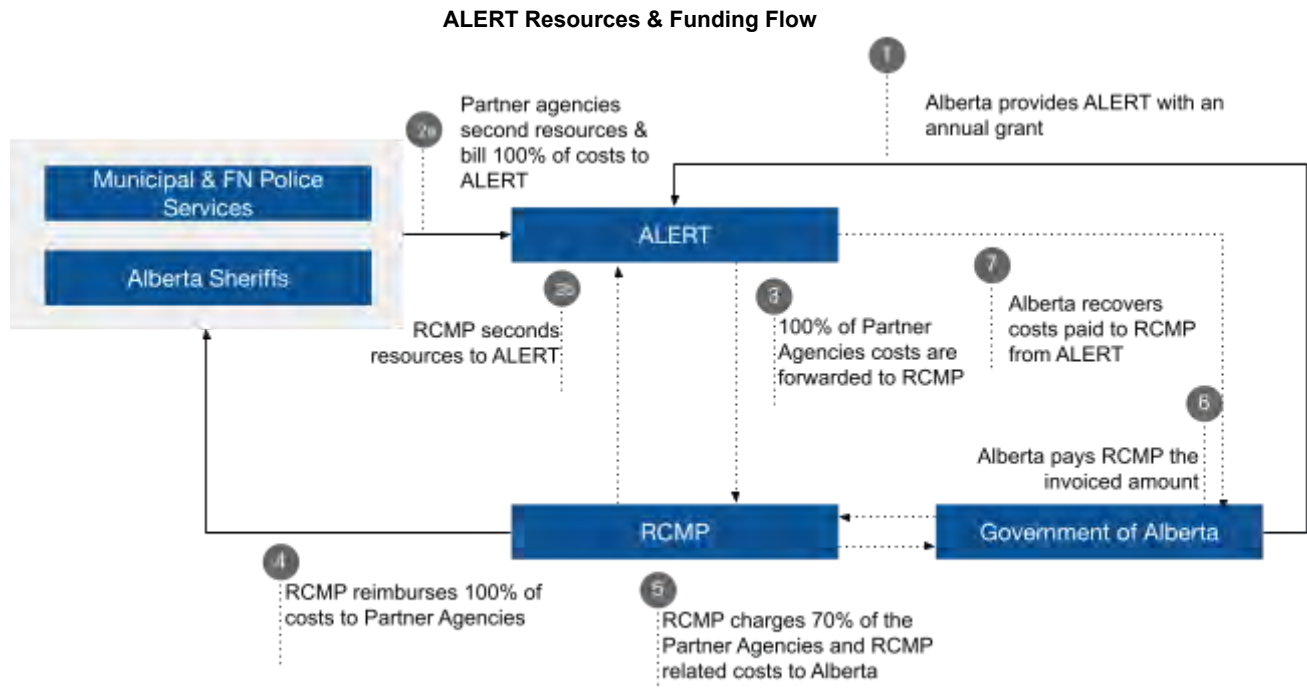 ALERT Resources & Funding Flow
1
Alberta provides ALERT with an
annual grant
2a
Partner agencies
second resources &
bill 100% of costs to
ALERT
Municipal & FN Police
Services
Alberta Sheriffs
ALERT
2b
RCMP seconds
resources to ALERT
3
100% of Partner
Agencies costs are
forwarded to RCMP
7
Alberta recovers
costs paid to RCMP
from ALERT
6
Alberta pays RCMP the
invoiced amount
RCMP
Government of Alberta
4
RCMP reimburses 100% of
costs to Partner Agencies
5
RCMP charges 70% of the
Partner Agencies and RCMP
related costs to Alberta